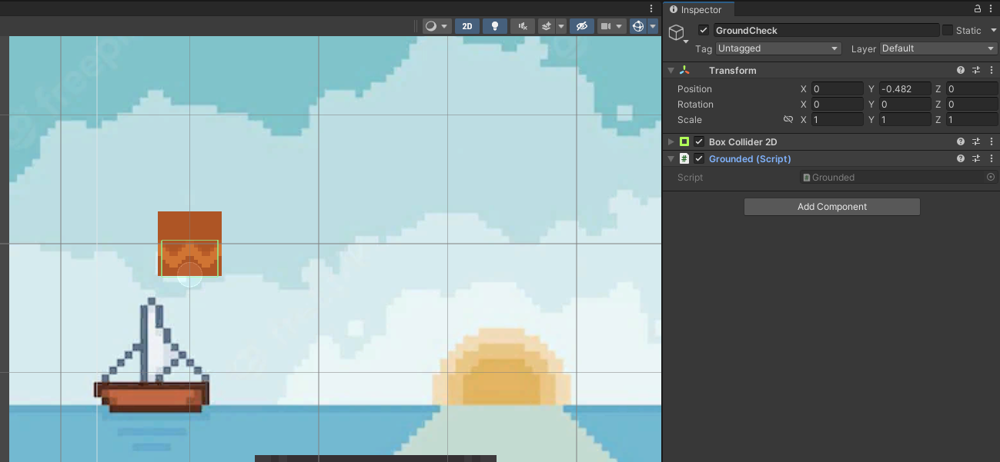 Inspector
2D
GroundCheck
Static
Tag Untagged Layer Default
Transform
Position X 0 Y -0.482 Z 0
Rotation X 0 Y 0 Z 0
Scale X 1 Y 1 Z 1
Box Collider 2D
# Grounded (Script)
Script # Grounded
Add Component